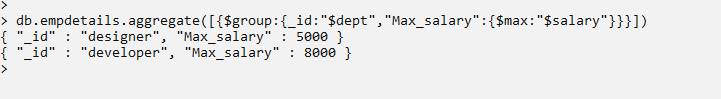 >
> db.empdetails.aggregate([{$group:{_id:"$dept","Max_salary":{$max:"$salary"}}}])
{ "_id" : "designer", "Max_salary" : 5000 }
{ "_id" : "developer", "Max_salary" : 8000 }
>